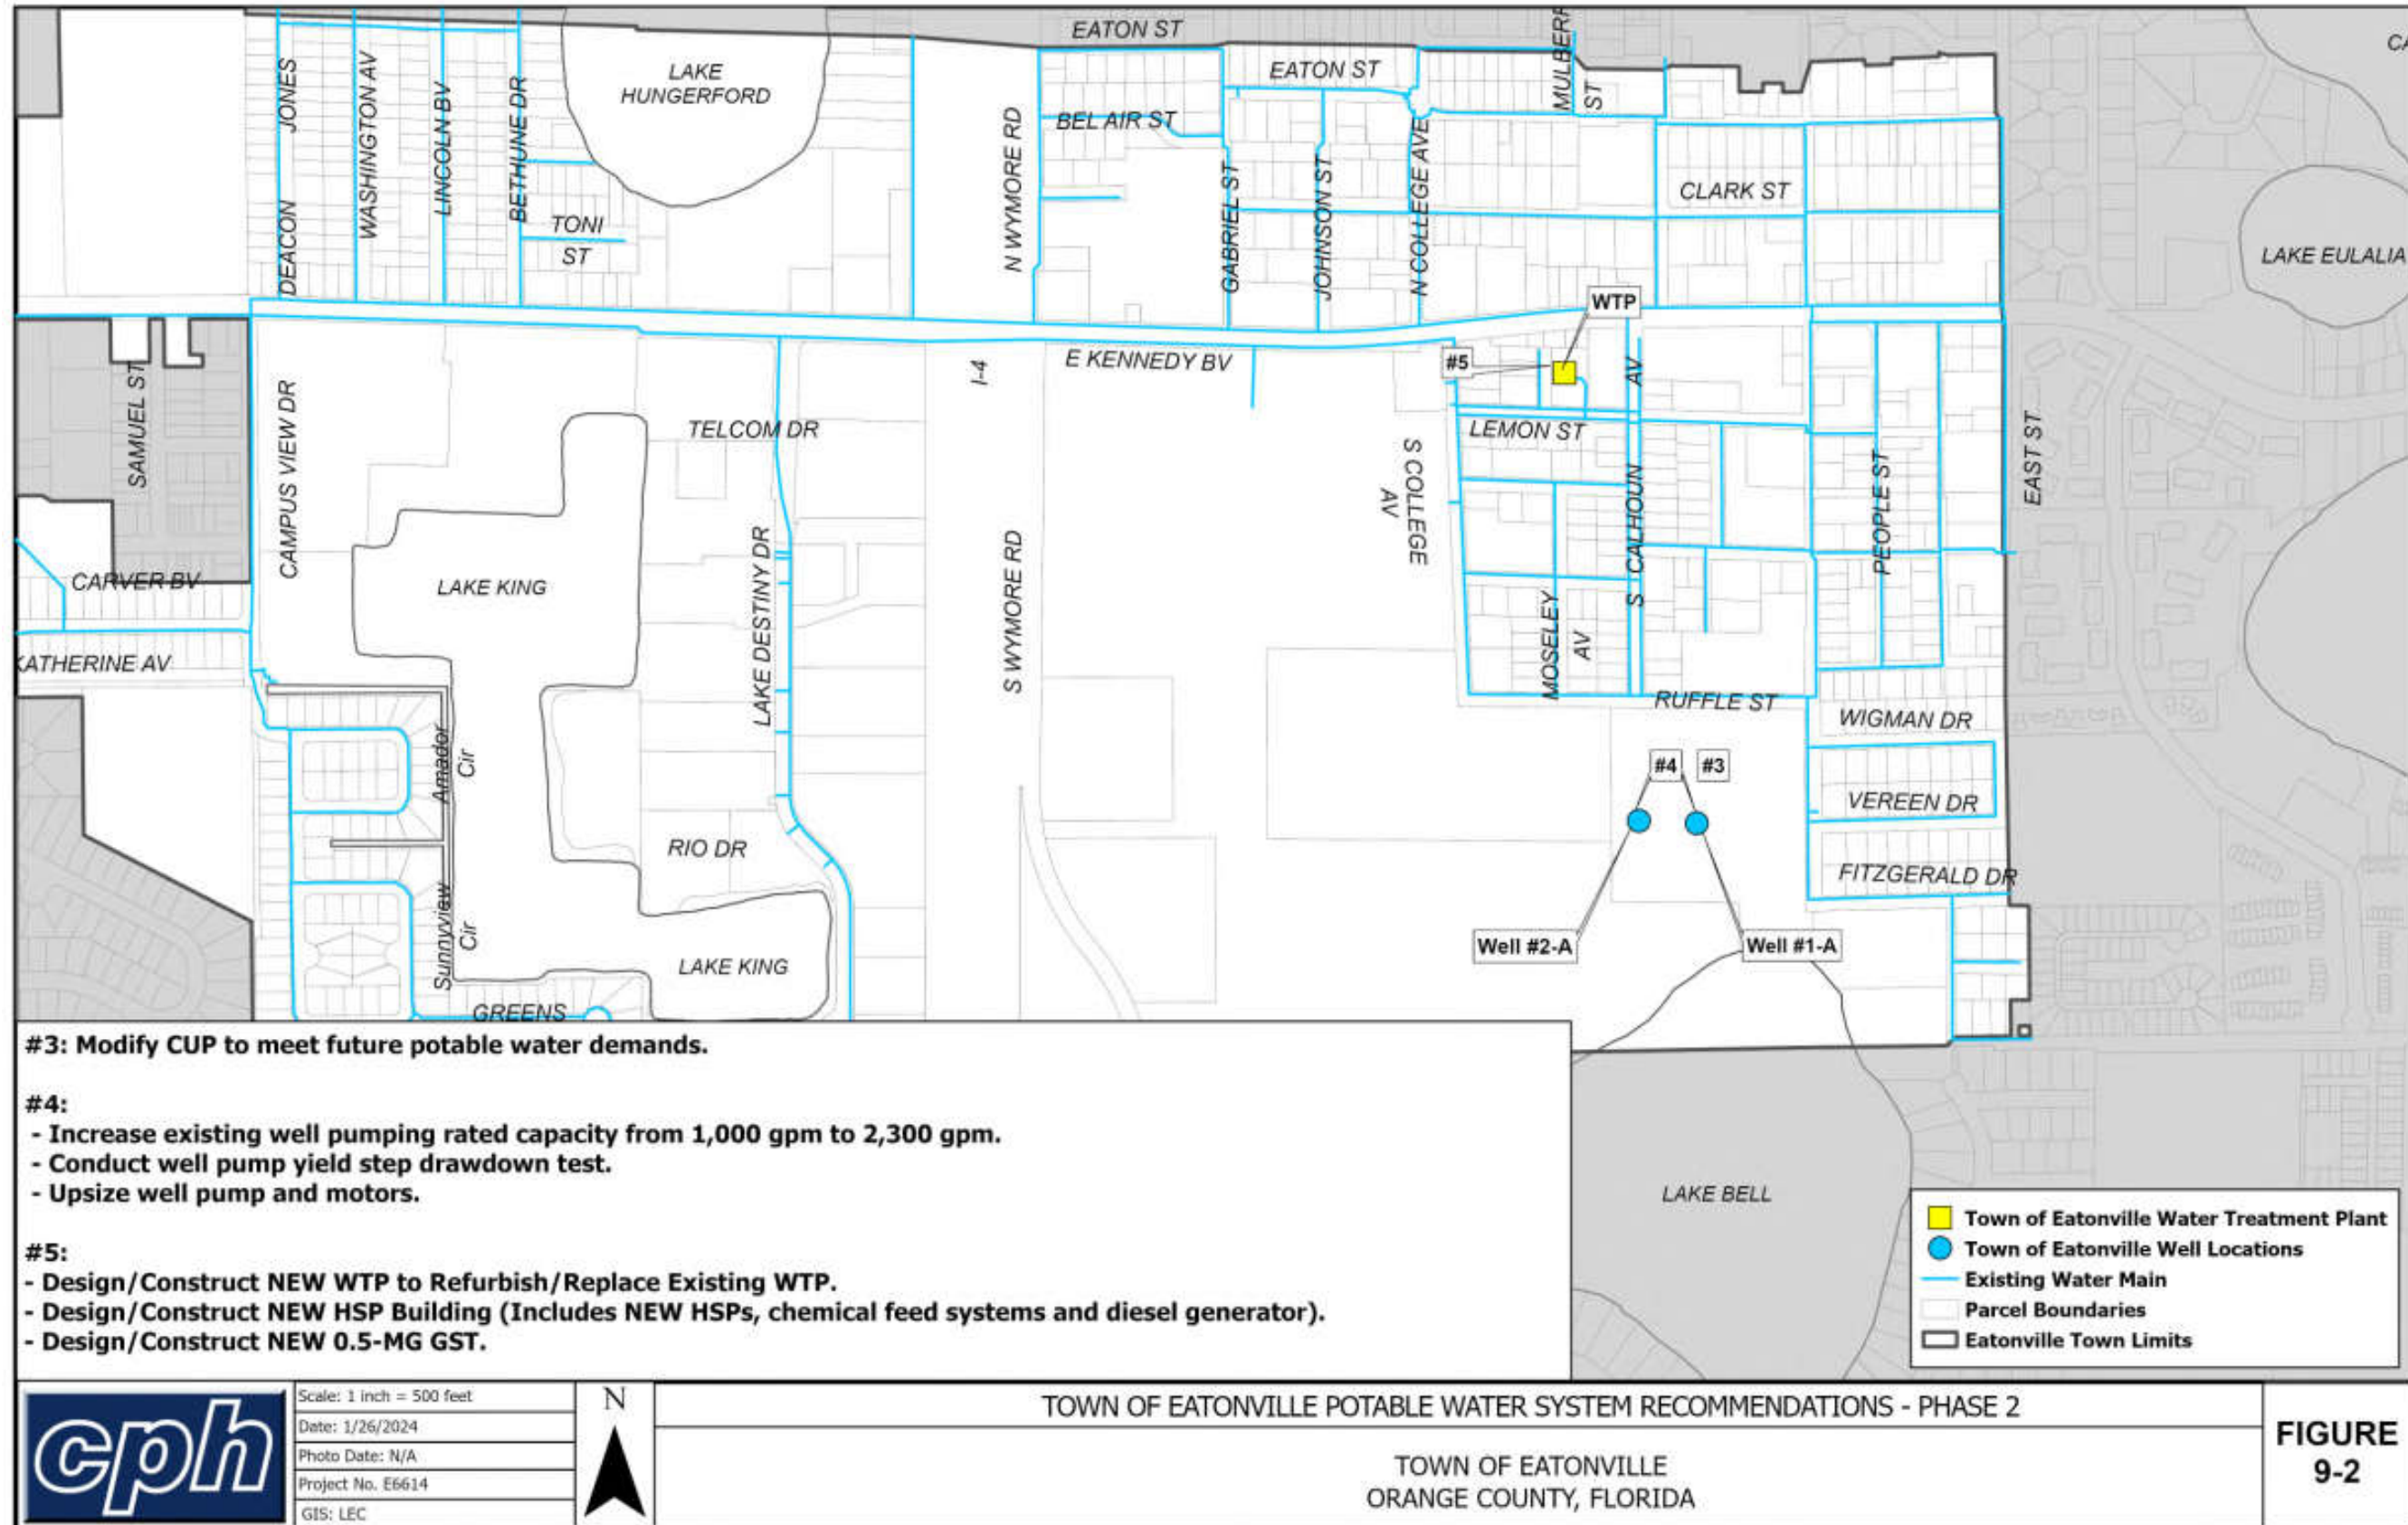 EATON ST
MULBERR
ST
CA
LAKE
HUNGERFORD
EATON ST
DEACON JONES
WASHINGTON AV
LINCOLN BV
BETHUNE DR
N WYMORE RD
BEL AIR ST
GABRIEL ST
JOHNSON ST
N COLLEGE AVE
CLARK ST
TONI
ST
LAKE EULALIA
WTP
#5
E KENNEDY BV
I-4
SAMUEL ST
CAMPUS VIEW DR
TELCOM DR
LEMON ST
S COLLEGE
AV
S CALHOUN AV
PEOPLE ST
EAST ST
LAKE DESTINY DR
S WYMORE RD
CARVER BV
LAKE KING
KATHERINE AV
MOSELEY
AV
RUFFLE ST
WIGMAN DR
Amador
Cir
#4
#3
VEREEN DR
RIO DR
FITZGERALD DR
Sunnyview
Cir
Well #2-A
Well #1-A
LAKE KING
GREENS
#3: Modify CUP to meet future potable water demands.
#4:
- Increase existing well pumping rated capacity from 1,000 gpm to 2,300 gpm.
- Conduct well pump yield step drawdown test.
- Upsize well pump and motors.
#5:
- Design/Construct NEW WTP to Refurbish/Replace Existing WTP.
- Design/Construct NEW HSP Building (Includes NEW HSPs, chemical feed systems and diesel generator).
- Design/Construct NEW 0.5-MG GST.
LAKE BELL
Town of Eatonville Water Treatment Plant
Town of Eatonville Well Locations
Existing Water Main
Parcel Boundaries
Eatonville Town Limits
cph
Scale: 1 inch = 500 feet
Date: 1/26/2024
Photo Date: N/A
Project No. E6614
GIS: LEC
N
TOWN OF EATONVILLE POTABLE WATER SYSTEM RECOMMENDATIONS - PHASE 2
TOWN OF EATONVILLE
ORANGE COUNTY, FLORIDA
FIGURE
9-2